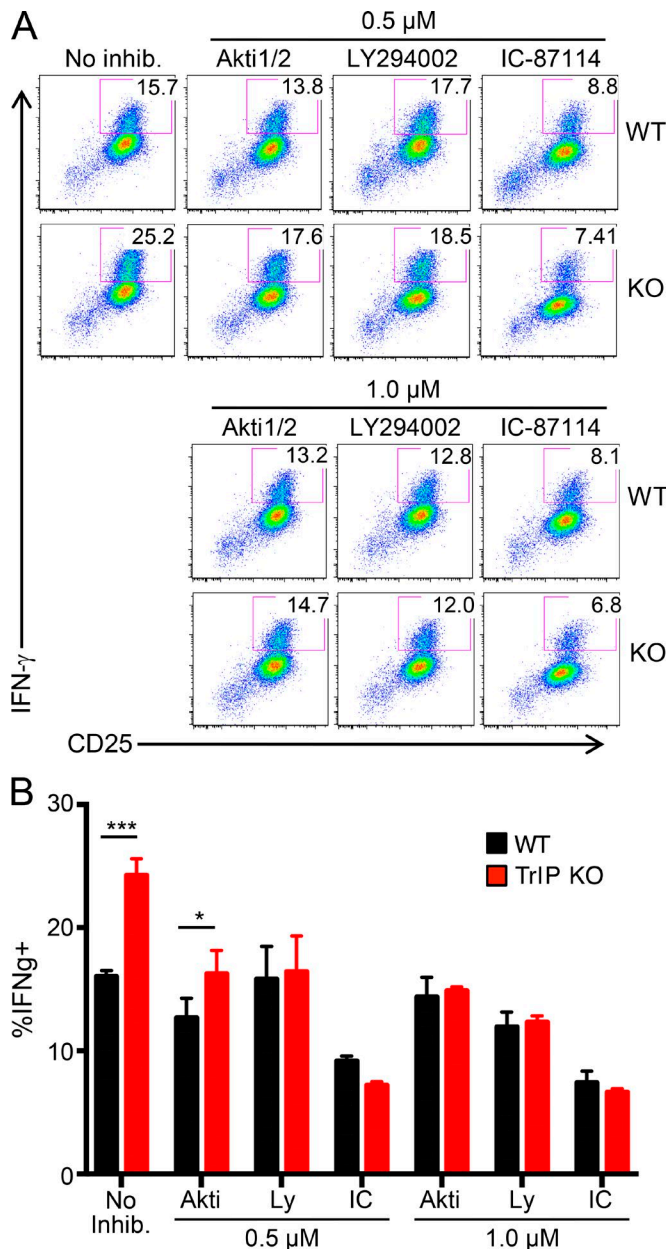 A
0.5 µM
No inhib. Akti1/2 LY294002 IC-87114
15.7 13.8 17.7 8.8 WT
25.2 17.6 18.5 7.41 KO
1.0 µM
Akti1/2 LY294002 IC-87114
13.2 12.8 8.1 WT
14.7 12.0 6.8 KO
IFN-γ
CD25
B
30
20
10
0
%IFNg+
***
*
WT
TrIP KO
No Inhib. Akti Ly IC Akti Ly IC
0.5 µM 1.0 µM